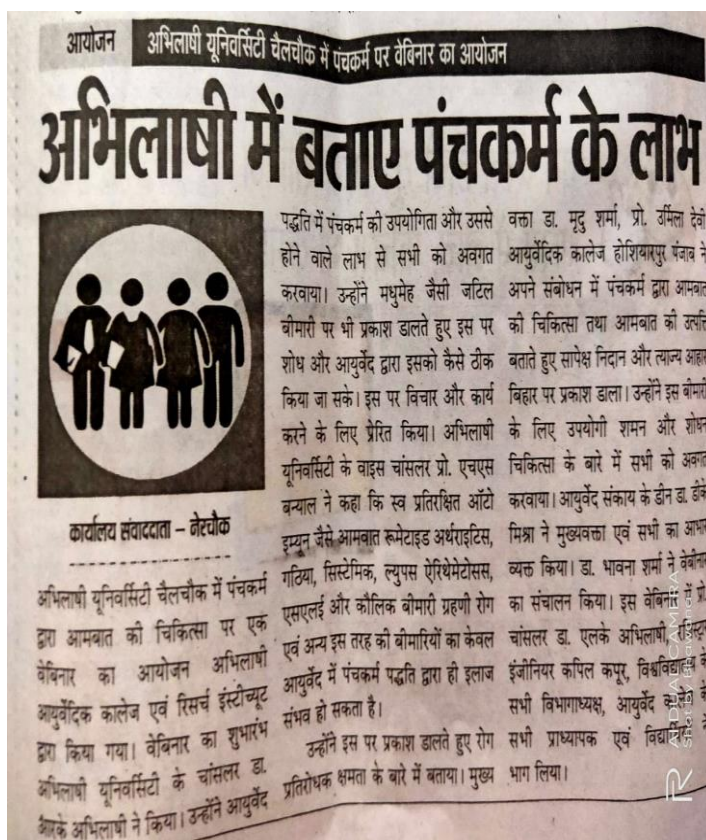 आयोजन
अभिलाषी यूनिवर्सिटी चैलचौक में पंचकर्म पर वेबिनार का आयोजन
अभिलाषी में बताए पंचकर्म के लाभ
कार्यालय संवाददाता – नेरचौक
अभिलाषी यूनिवर्सिटी चैलचौक में पंचकर्म
द्वारा आमबात की चिकित्सा पर एक
वेबिनार का आयोजन अभिलाषी
आयुर्वेदिक कालेज एवं रिसर्च इंस्टीच्यूट
द्वारा किया गया। वेबिनार का शुभारंभ
अभिलाषी यूनिवर्सिटी के चांसलर डा.
आरके अभिलाषी ने किया। उन्होंने आयुर्वेद
पद्धति में पंचकर्म की उपयोगिता और उससे
होने वाले लाभ से सभी को अवगत
करवाया। उन्होंने मधुमेह जैसी जटिल
बीमारी पर भी प्रकाश डालते हुए इस पर
शोध और आयुर्वेद द्वारा इसको कैसे ठीक
किया जा सके। इस पर विचार और कार्य
करने के लिए प्रेरित किया। अभिलाषी
यूनिवर्सिटी के वाइस चांसलर प्रो. एचएस
बन्याल ने कहा कि स्व प्रतिरक्षित ऑटो
इम्यून जैसे आमवात रूमेटाइड अर्थराइटिस,
गठिया, सिस्टेमिक, ल्युपस ऐरिथेमेटोसस,
एसएलई और कौलिक बीमारी ग्रहणी रोग
एवं अन्य इस तरह की बीमारियों का केवल
आयुर्वेद में पंचकर्म पद्धति द्वारा ही इलाज
संभव हो सकता है।
उन्होंने इस पर प्रकाश डालते हुए रोग
प्रतिरोधक क्षमता के बारे में बताया। मुख्य
वक्ता डा. मृदु शर्मा, प्रो. उर्मिला देवी
आयुर्वेदिक कालेज होशियारपुर पंजाब ने
अपने संबोधन में पंचकर्म द्वारा आमबात
की चिकित्सा तथा आमबात की उत्पत्ति
बताते हुए सापेक्ष निदान और त्याज्य आहार
बिहार पर प्रकाश डाला। उन्होंने इस बीमारी
के लिए उपयोगी शमन और शोधन
चिकित्सा के बारे में सभी को अवगत
करवाया। आयुर्वेद संकाय के डीन डा. डीके
मिश्रा ने मुख्यवक्ता एवं सभी का आभार
व्यक्त किया। डा. भावना शर्मा ने वेबीनार
का संचालन किया। इस वेबिनार में प्रो.
चांसलर डा. एलके अभिलाषी,
इंजीनियर कपिल कपूर, विश्वविद्यालय के
सभी विभागाध्यक्ष, आयुर्वेद के
सभी प्राध्यापक एवं ने
भाग लिया।
CAMERA
Shot by